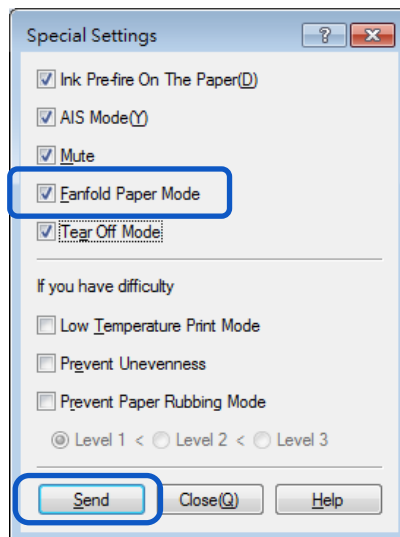 Special Settings
Ink Pre-fire On The Paper(D)
AIS Mode(Y)
Mute
Fanfold Paper Mode
Tear Off Mode
If you have difficulty
Low Temperature Print Mode
Prevent Unevenness
Prevent Paper Rubbing Mode
Level 1 < Level 2 < Level 3
Send Close(Q) Help